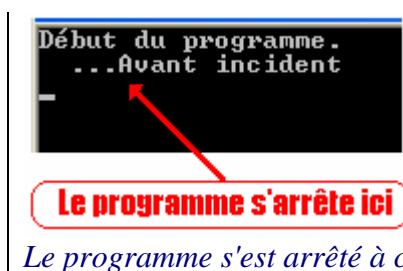 Début du programme.
...Avant incident
Le programme s'arrête ici
Le programme s'est arrêté à